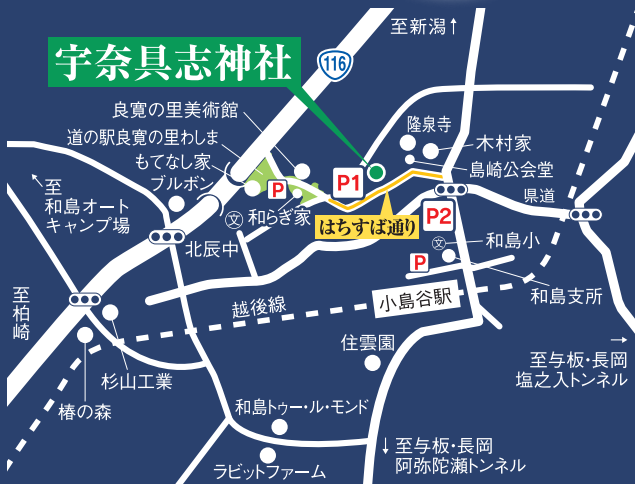 至新潟↑
宇奈具志神社
116
良寛の里美術館
隆泉寺
道の駅良寛の里わしま
木村家
もてなし家
ブルボン
島崎公会堂
P
P1
県道
←至
和島オート
キャンプ場
文
和らぎ家
はちすば通り
P2
北辰中
文
和島小
P
至柏崎
越後線
小島谷駅
和島支所
住雲園
→
至与板・長岡
塩之入トンネル
杉山工業
椿の森
和島トゥー・ル・モンド
↓至与板・長岡
阿弥陀瀬トンネル
ラビットファーム